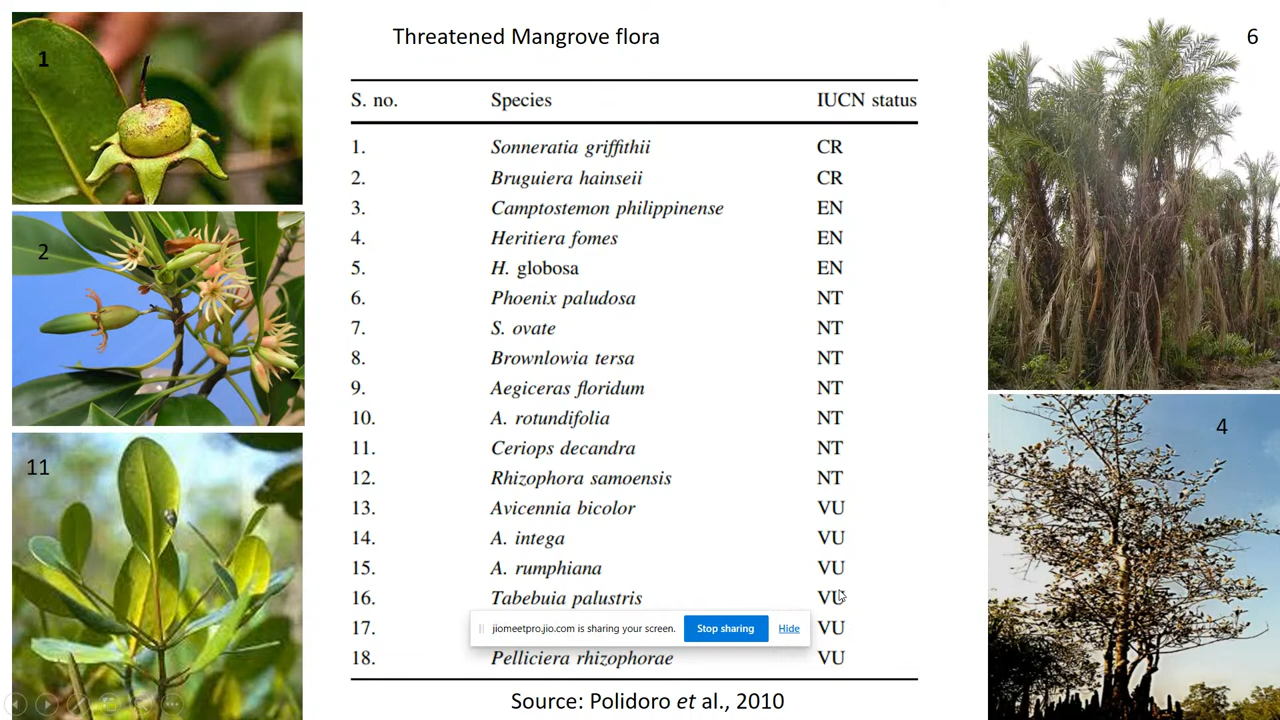 Threatened Mangrove flora
S. no. Species IUCN status
1. Sonneratia griffithii CR
2. Bruguiera hainseii CR
3. Camptostemon philippinense EN
4. Heritiera fomes EN
5. H. globosa EN
6. Phoenix paludosa NT
7. S. ovate NT
8. Brownlowia tersa NT
9. Aegiceras floridum NT
10. A. rotundifolia NT
11. Ceriops decandra NT
12. Rhizophora samoensis NT
13. Avicennia bicolor VU
14. A. intega VU
15. A. rumphiana VU
16. Tabebuia palustris VU
17. VU
jiomeetpro.jio.com is sharing your screen. Stop sharing Hide
18. Pelliciera rhizophorae VU
Source: Polidoro et al., 2010
1
2
11
6
4